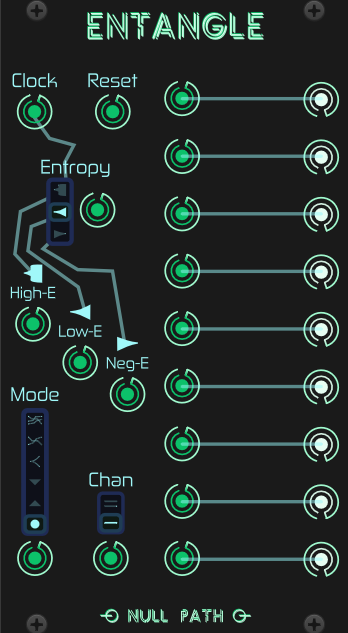 ENTANGLE
Clock Reset
Entropy
High-E
Low-E
Neg-E
Mode
Chan
NULL PATH